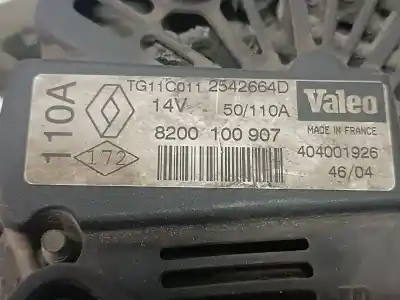 TG11C011 2542664D
110A
14V - 50/110A
Valeo
8200 100 907
MADE IN FRANCE
172
404001926
46/04